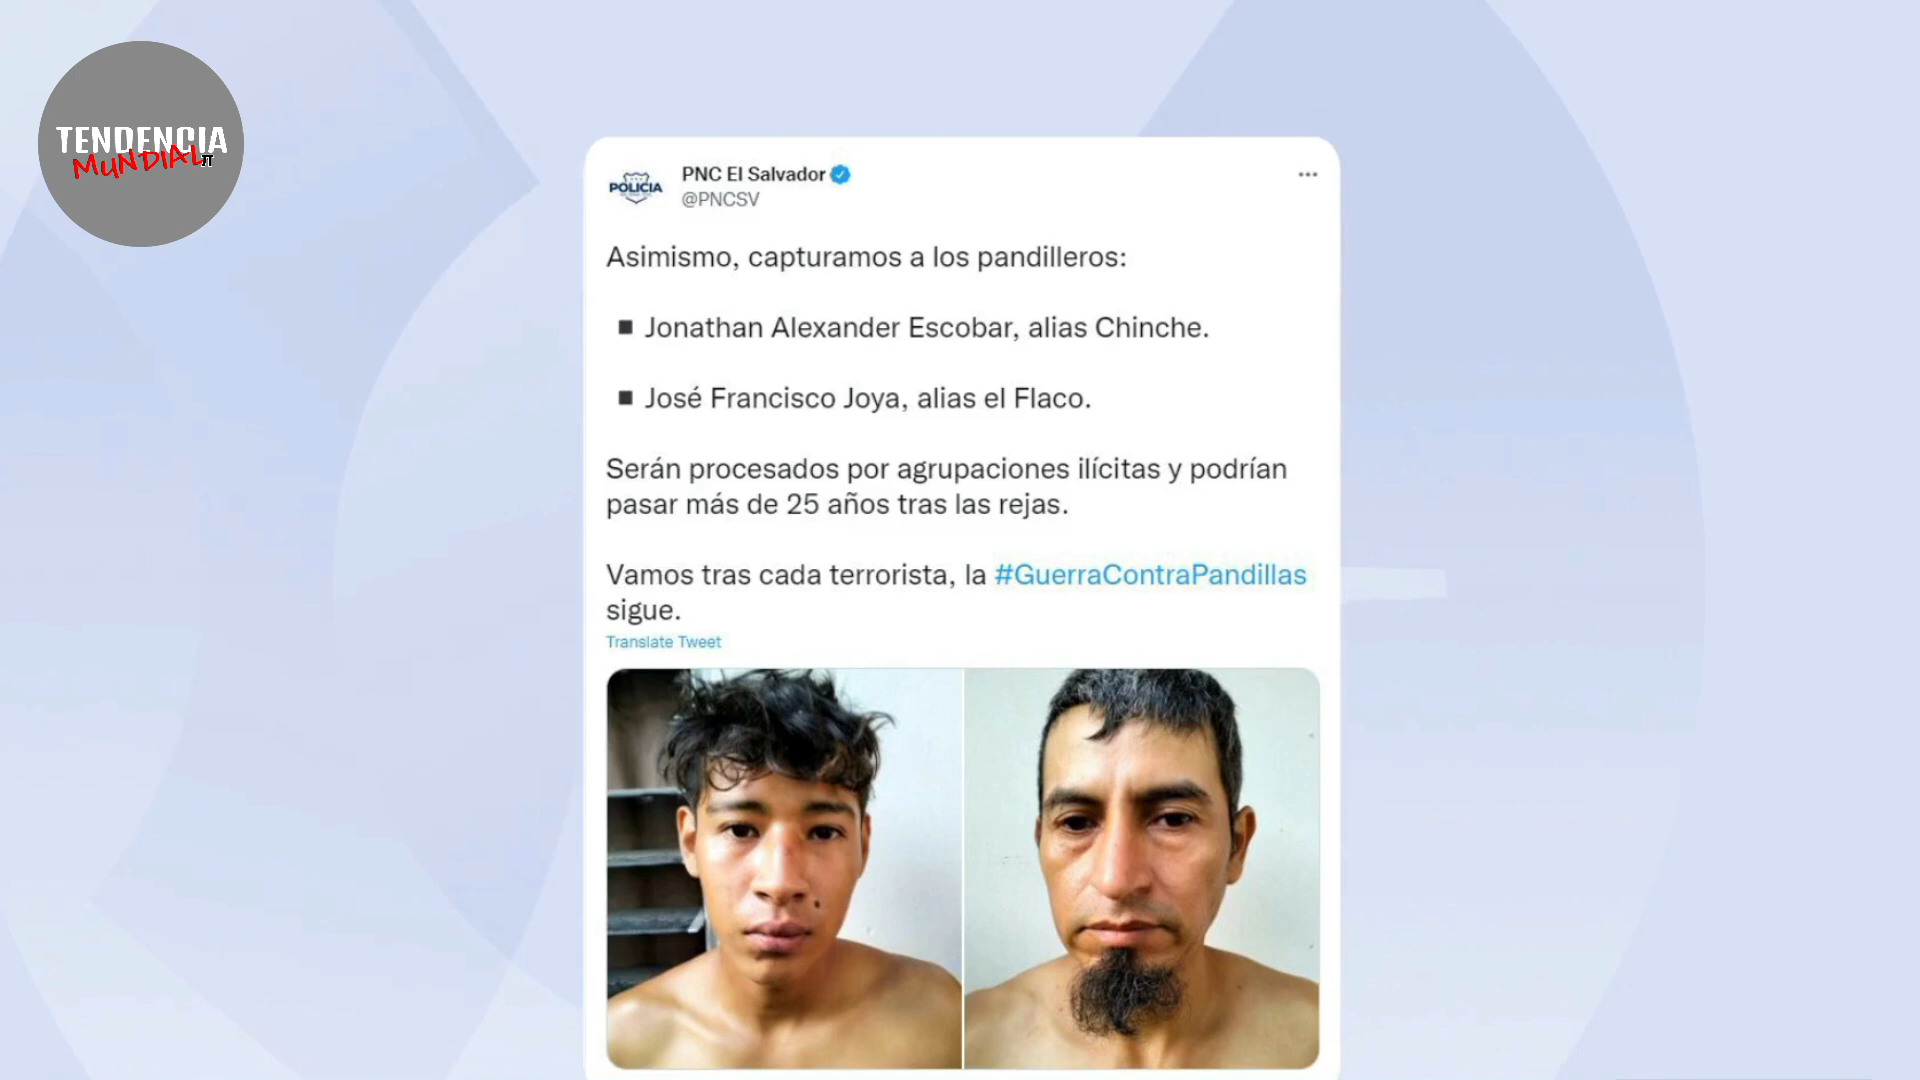 TENDENCIA
MUNDIAL
PNC El Salvador
POLICIA
@PNCSV
Asimismo, capturamos a los pandilleros:
▪ Jonathan Alexander Escobar, alias Chinche.
▪ José Francisco Joya, alias el Flaco.
Serán procesados por agrupaciones ilícitas y podrían
pasar más de 25 años tras las rejas.
Vamos tras cada terrorista, la #GuerraContraPandillas
sigue.
Translate Tweet